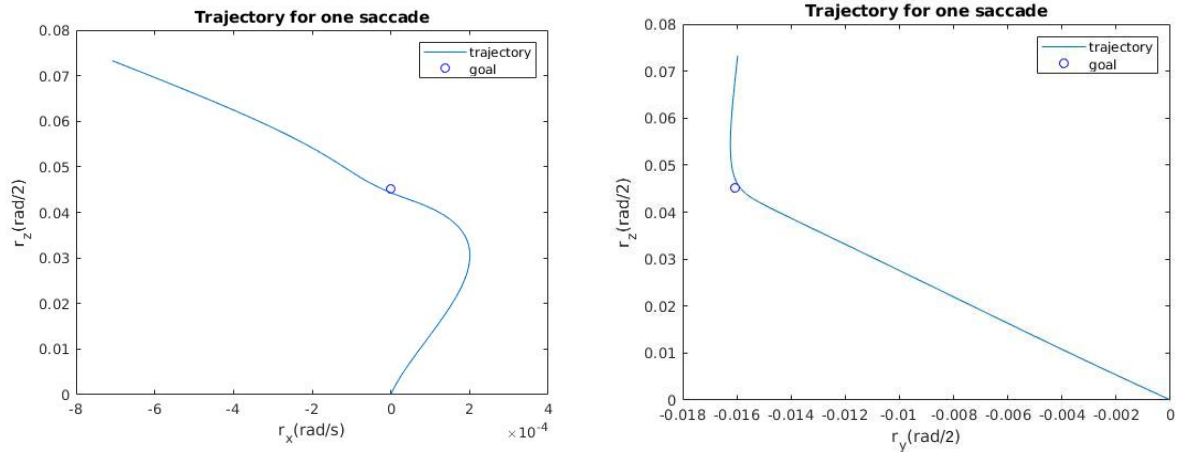 Trajectory for one saccade
0.08
0.07
0.06
0.05
0.04
0.03
0.02
0.01
0
r_z(rad/2)
-8 -6 -4 -2 0 2 4
r_x(rad/s)
×10^-4
trajectory
goal
Trajectory for one saccade
0.08
0.07
0.06
0.05
0.04
0.03
0.02
0.01
0
r_z(rad/2)
-0.018 -0.016 -0.014 -0.012 -0.01 -0.008 -0.006 -0.004 -0.002 0
r_y(rad/2)
trajectory
goal